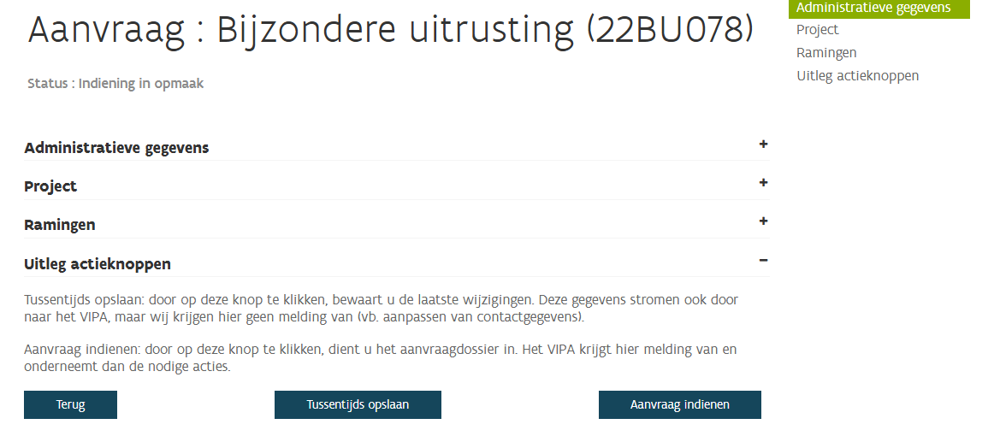 Aanvraag : Bijzondere uitrusting (22BU078)
Status : Indiening in opmaak
Administratieve gegevens
Project
Ramingen
Uitleg actieknoppen
Administratieve gegevens +
Project +
Ramingen +
Uitleg actieknoppen −
Tussentijds opslaan: door op deze knop te klikken, bewaart u de laatste wijzigingen. Deze gegevens stromen ook door
naar het VIPA, maar wij krijgen hier geen melding van (vb. aanpassen van contactgegevens).
Aanvraag indienen: door op deze knop te klikken, dient u het aanvraagdossier in. Het VIPA krijgt hier melding van en
onderneemt dan de nodige acties.
Terug
Tussentijds opslaan
Aanvraag indienen